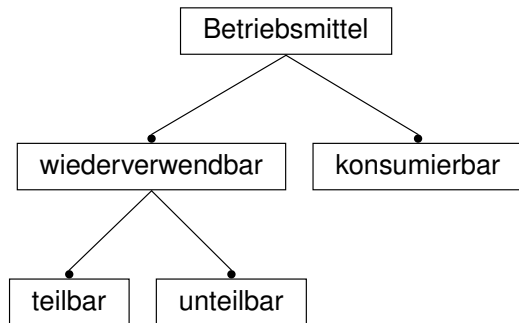 Betriebsmittel
wiederverwendbar
konsumierbar
teilbar
unteilbar